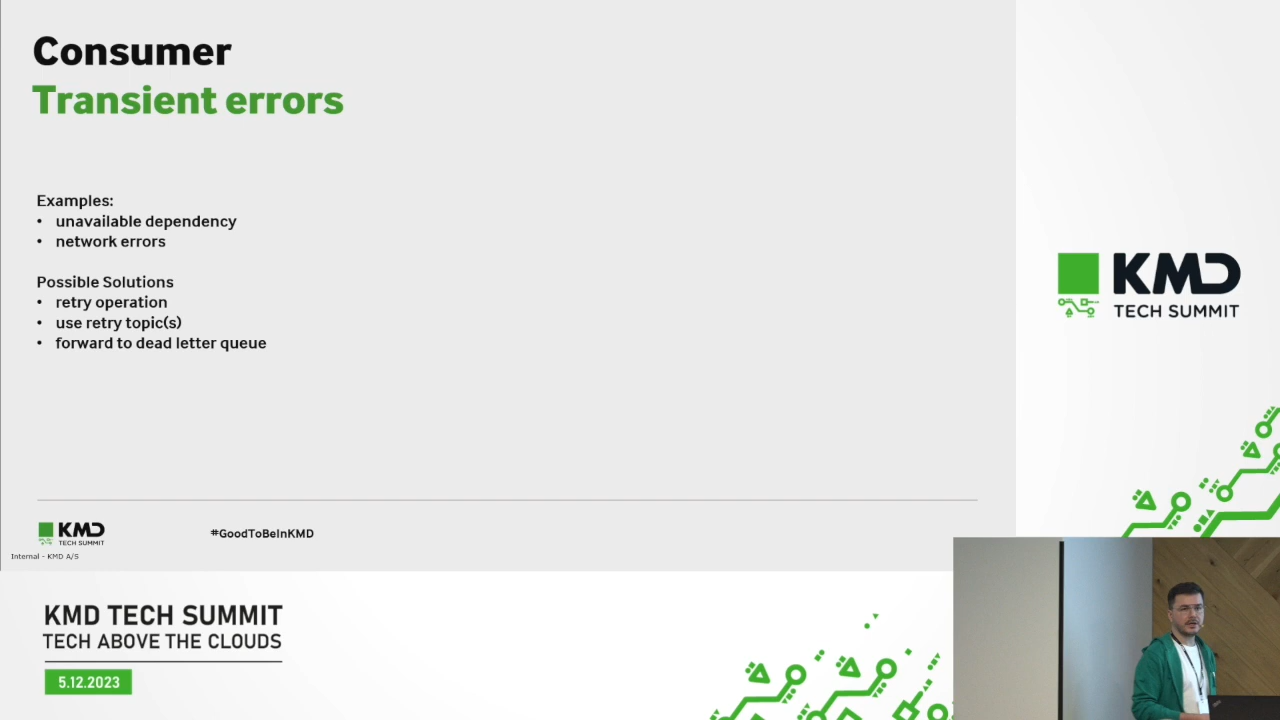 Consumer
Transient errors
Examples:
• unavailable dependency
• network errors
Possible Solutions
• retry operation
• use retry topic(s)
• forward to dead letter queue
KMD
TECH SUMMIT
KMD
TECH SUMMIT
#GoodToBeInKMD
Internal - KMD A/S
KMD TECH SUMMIT
TECH ABOVE THE CLOUDS
5.12.2023